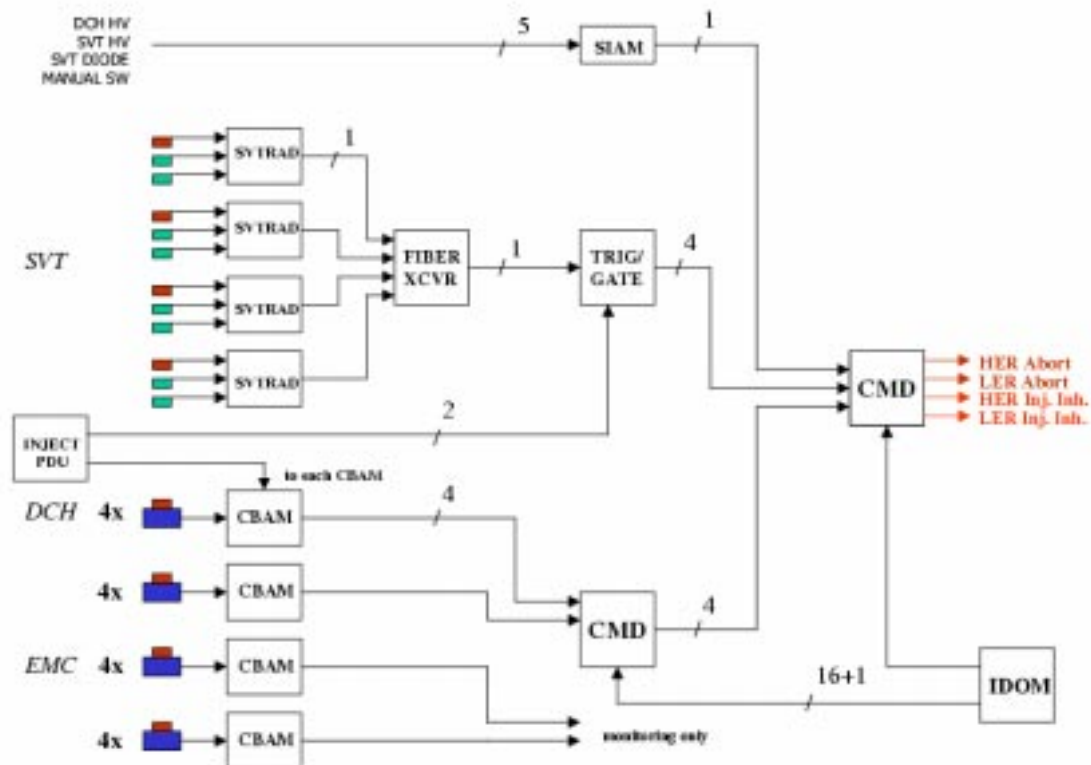 DCH HV
SVT HV
SVT DIODE
MANUAL SW
5
SIAM
1
SVTRAD
1
SVTRAD
SVT
FIBER
XCVR
1
TRIG/
GATE
4
SVTRAD
SVTRAD
CMD
HER Abort
LER Abort
HER Inj. Inh.
LER Inj. Inh.
INJECT
PDU
2
to each CBAM
DCH 4x
CBAM
4
4x
CBAM
CMD
4
EMC 4x
CBAM
16+1
IDOM
4x
CBAM
monitoring only